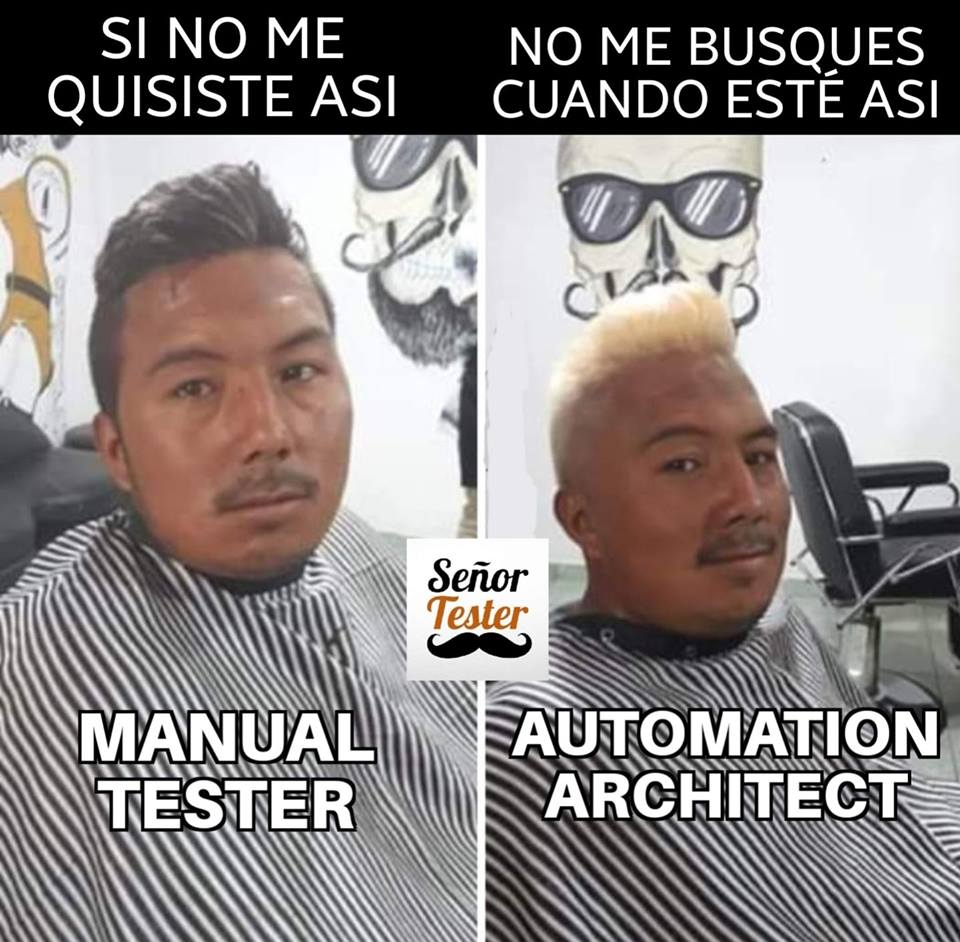 SI NO ME
QUISISTE ASI
NO ME BUSQUES
CUANDO ESTÉ ASI
Señor
Tester
MANUAL
TESTER
AUTOMATION
ARCHITECT